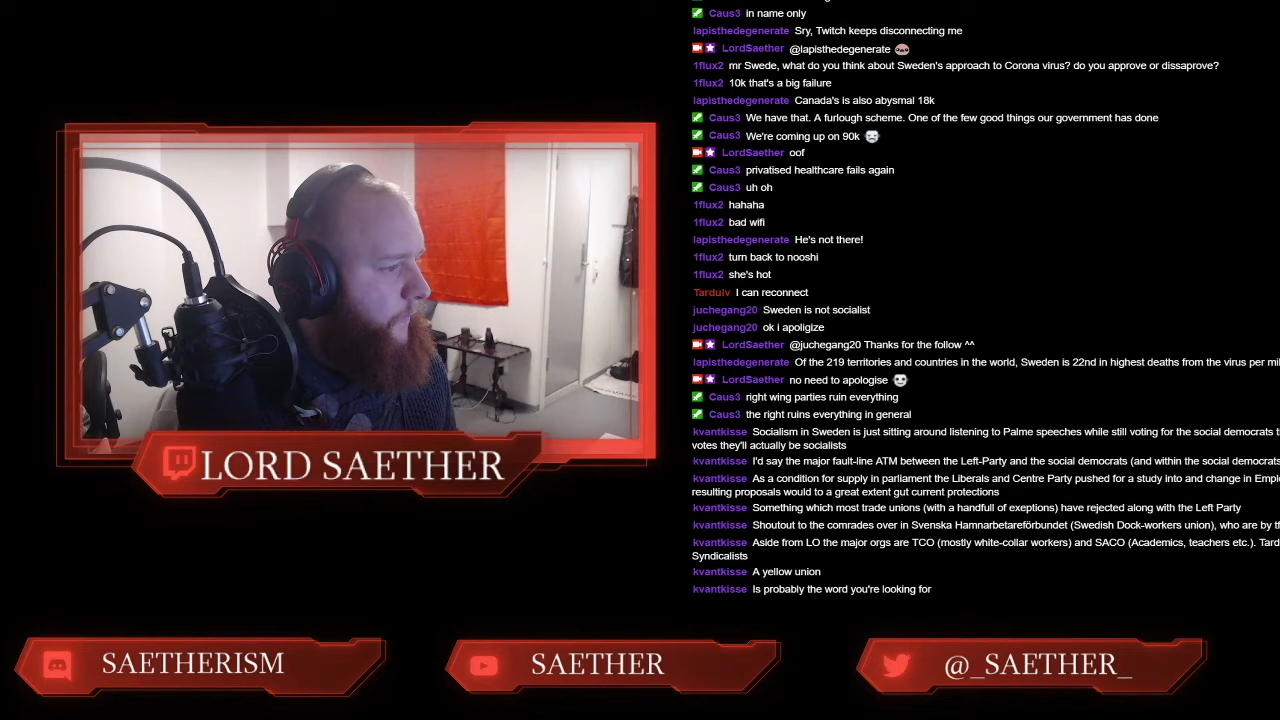 Caus3 in name only
lapisthedegenerate Sry, Twitch keeps disconnecting me
LordSaether @lapisthedegenerate
1flux2 mr Swede, what do you think about Sweden's approach to Corona virus? do you approve or dissaprove?
1flux2 10k that's a big failure
lapisthedegenerate Canada's is also abysmal 18k
Caus3 We have that. A furlough scheme. One of the few good things our government has done
Caus3 We're coming up on 90k
LordSaether oof
Caus3 privatised healthcare fails again
Caus3 uh oh
1flux2 hahaha
1flux2 bad wifi
lapisthedegenerate He's not there!
1flux2 turn back to nooshi
1flux2 she's hot
Tardulv I can reconnect
juchegang20 Sweden is not socialist
juchegang20 ok i apoligize
LordSaether @juchegang20 Thanks for the follow ^^
lapisthedegenerate Of the 219 territories and countries in the world, Sweden is 22nd in highest deaths from the virus per mil
LordSaether no need to apologise
Caus3 right wing parties ruin everything
Caus3 the right ruins everything in general
kvantkisse Socialism in Sweden is just sitting around listening to Palme speeches while still voting for the social democrats
votes they'll actually be socialists
kvantkisse I'd say the major fault-line ATM between the Left-Party and the social democrats (and within the social democrats
kvantkisse As a condition for supply in parliament the Liberals and Centre Party pushed for a study into and change in Empl
resulting proposals would to a great extent gut current protections
kvantkisse Something which most trade unions (with a handfull of exeptions) have rejected along with the Left Party
kvantkisse Shoutout to the comrades over in Svenska Hamnarbetareförbundet (Swedish Dock-workers union), who are by
kvantkisse Aside from LO the major orgs are TCO (mostly white-collar workers) and SACO (Academics, teachers etc.). Tard
Syndicalists
kvantkisse A yellow union
kvantkisse Is probably the word you're looking for
LORD SAETHER
SAETHERISM
SAETHER
@_SAETHER_